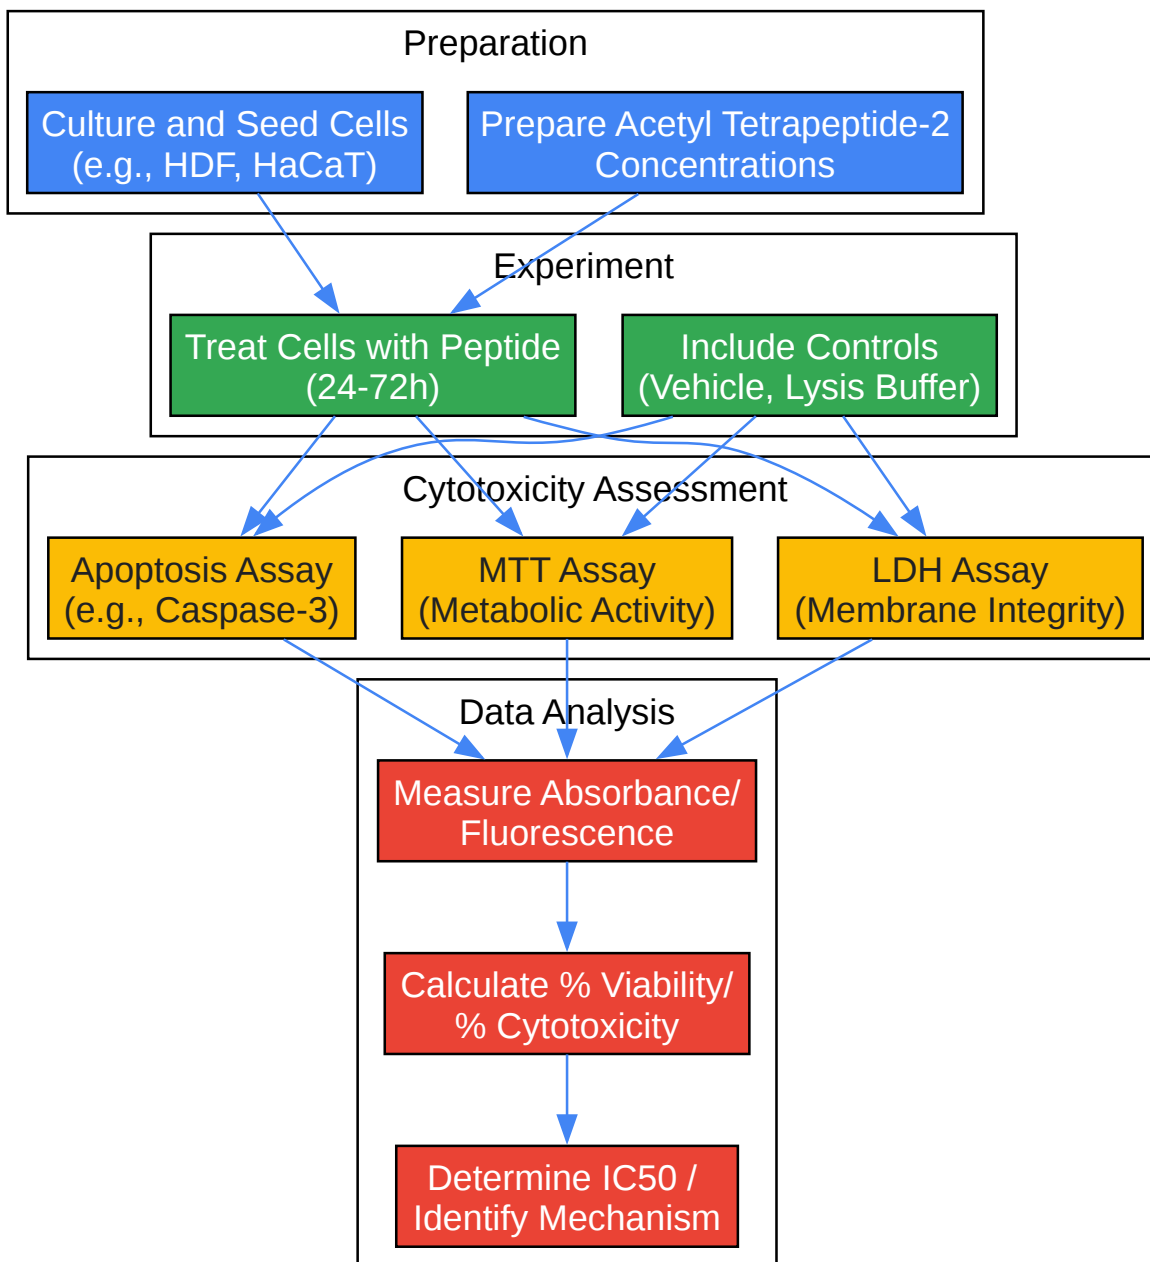 Preparation
Culture and Seed Cells
(e.g., HDF, HaCaT)
Prepare Acetyl Tetrapeptide-2
Concentrations
Experiment
Treat Cells with Peptide
(24-72h)
Include Controls
(Vehicle, Lysis Buffer)
Cytotoxicity Assessment
Apoptosis Assay
(e.g., Caspase-3)
MTT Assay
(Metabolic Activity)
LDH Assay
(Membrane Integrity)
Data Analysis
Measure Absorbance/
Fluorescence
Calculate % Viability/
% Cytotoxicity
Determine IC50 /
Identify Mechanism